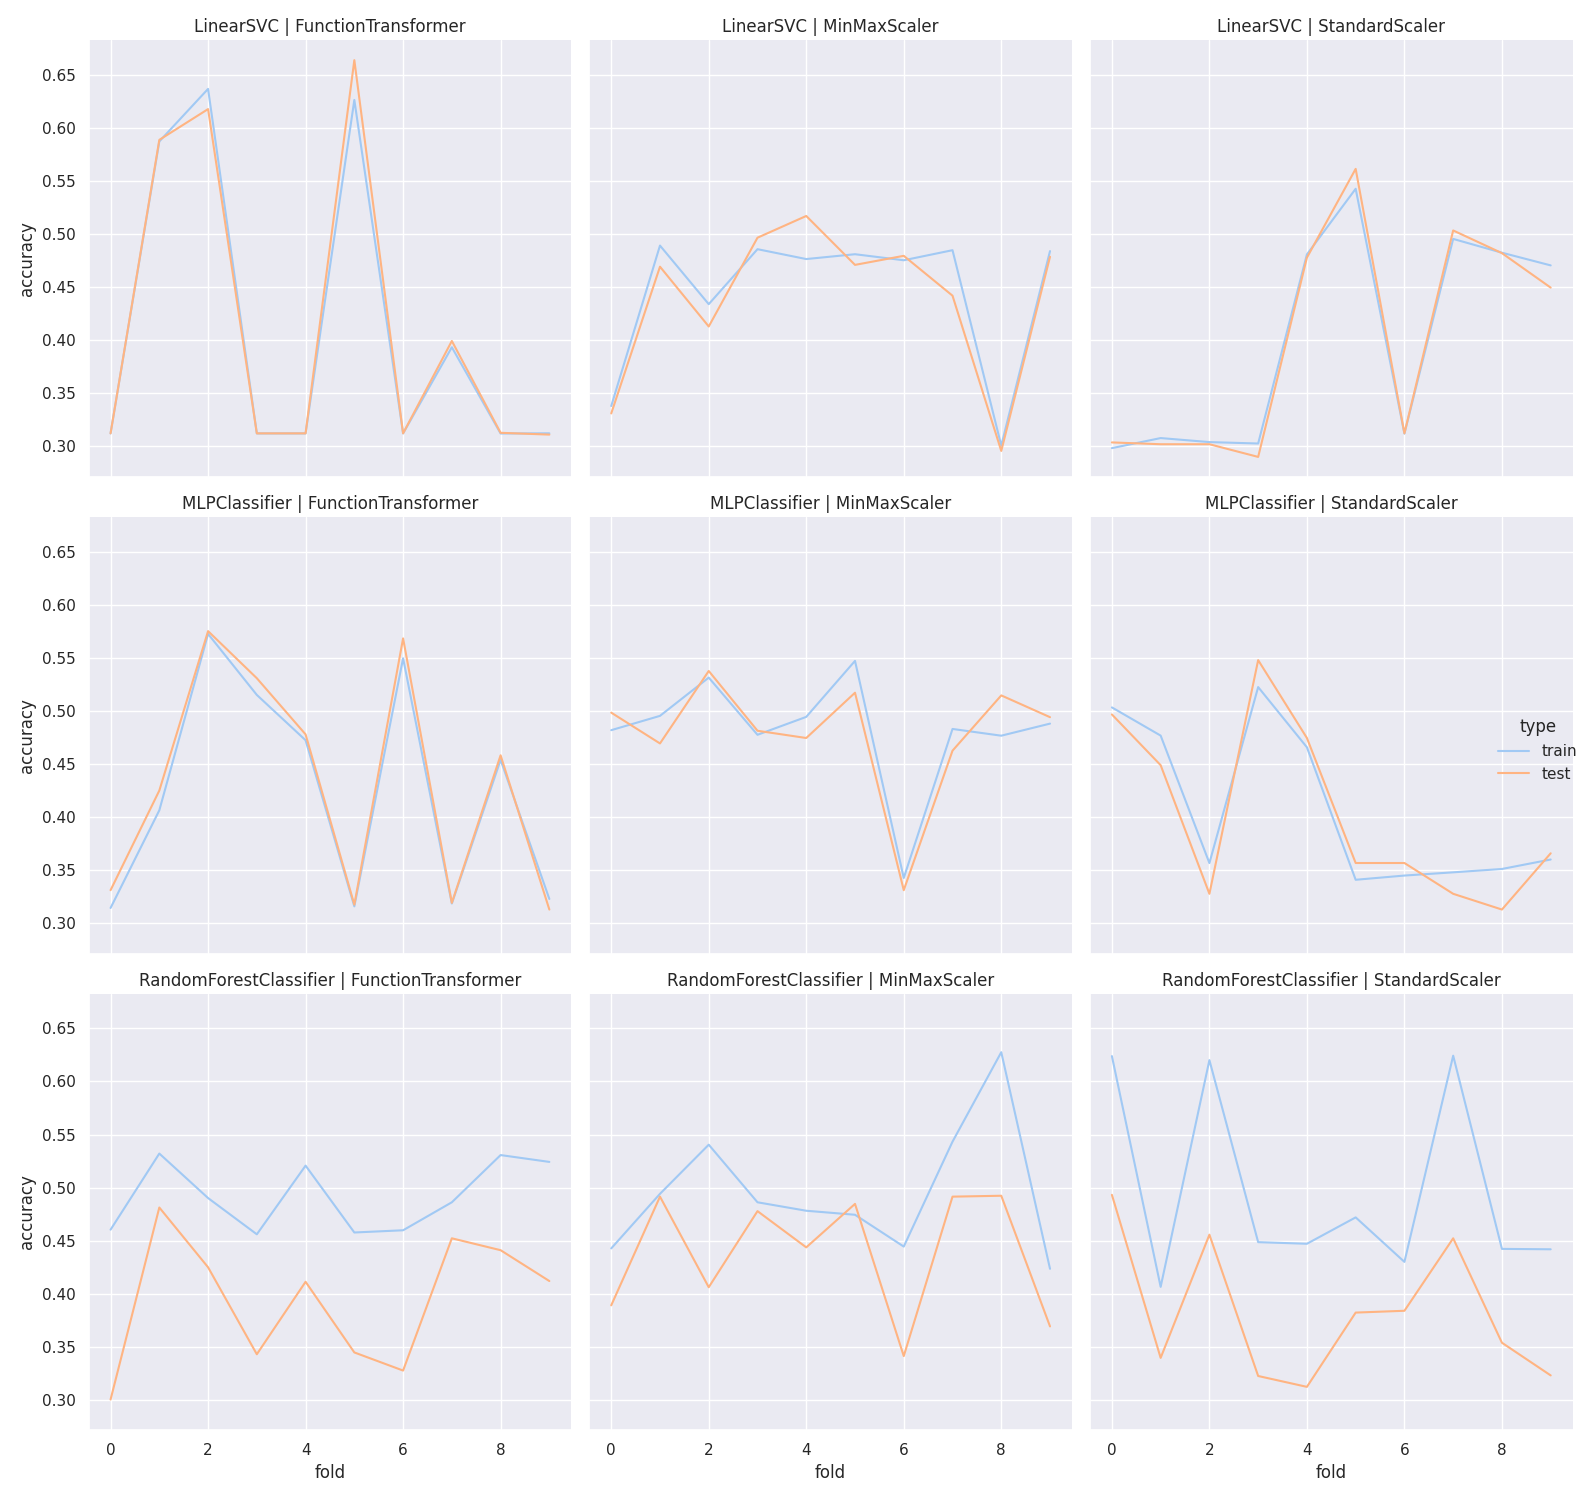 LinearSVC | FunctionTransformer
LinearSVC | MinMaxScaler
LinearSVC | StandardScaler
accuracy
0.65
0.60
0.55
0.50
0.45
0.40
0.35
0.30
MLPClassifier | FunctionTransformer
MLPClassifier | MinMaxScaler
MLPClassifier | StandardScaler
accuracy
0.65
0.60
0.55
0.50
0.45
0.40
0.35
0.30
type
train
test
RandomForestClassifier | FunctionTransformer
RandomForestClassifier | MinMaxScaler
RandomForestClassifier | StandardScaler
accuracy
0.65
0.60
0.55
0.50
0.45
0.40
0.35
0.30
0 2 4 6 8
0 2 4 6 8
0 2 4 6 8
fold
fold
fold